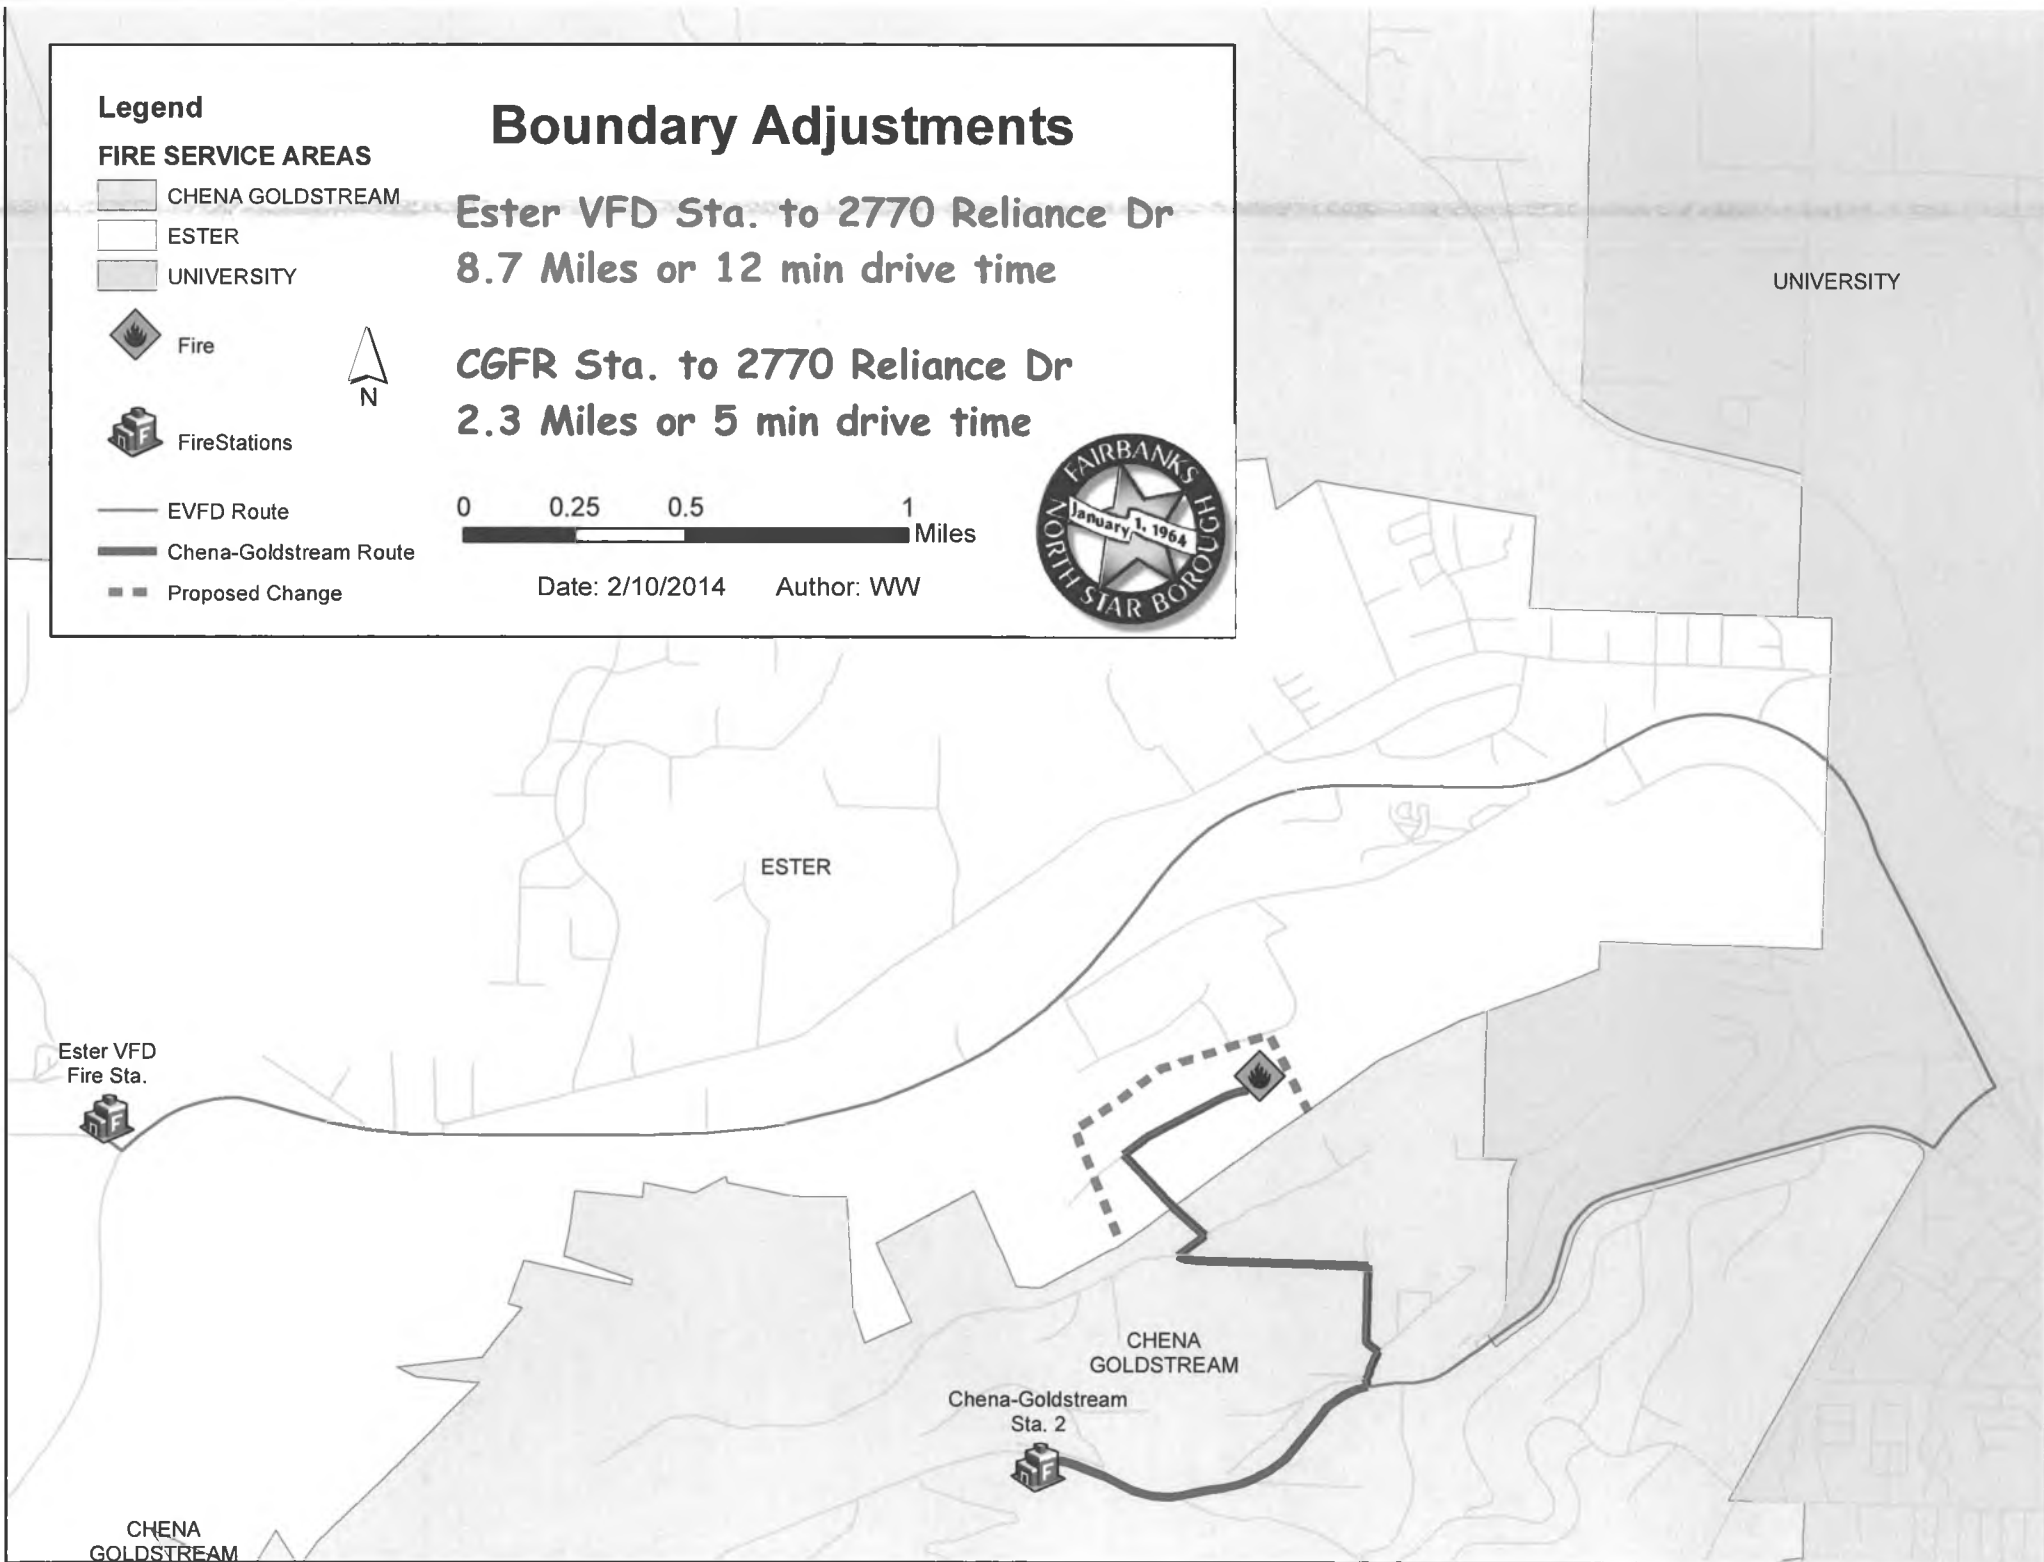 Legend
FIRE SERVICE AREAS
CHENA GOLDSTREAM
ESTER
UNIVERSITY
Fire
N
FireStations
EVFD Route
Chena-Goldstream Route
Proposed Change
Boundary Adjustments
Ester VFD Sta. to 2770 Reliance Dr
8.7 Miles or 12 min drive time
CGFR Sta. to 2770 Reliance Dr
2.3 Miles or 5 min drive time
0 0.25 0.5 1
Miles
Date: 2/10/2014 Author: WW
FAIRBANKS
NORTH STAR BOROUGH
January 1, 1964
UNIVERSITY
ESTER
Ester VFD
Fire Sta.
F
CHENA
GOLDSTREAM
Chena-Goldstream
Sta. 2
F
CHENA
GOLDSTREAM